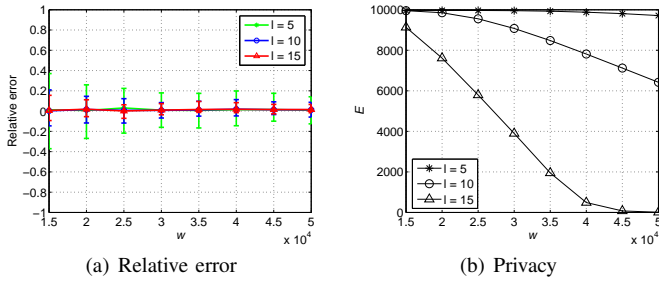 1
0.8
0.6
0.4
0.2
0
−0.2
−0.4
−0.6
−0.8
−1
Relative error
l = 5
l = 10
l = 15
1.5 2 2.5 3 3.5 4 4.5 5
w
x 10^4
(a) Relative error
10000
8000
6000
4000
2000
0
E
l = 5
l = 10
l = 15
1.5 2 2.5 3 3.5 4 4.5 5
w
x 10^4
(b) Privacy